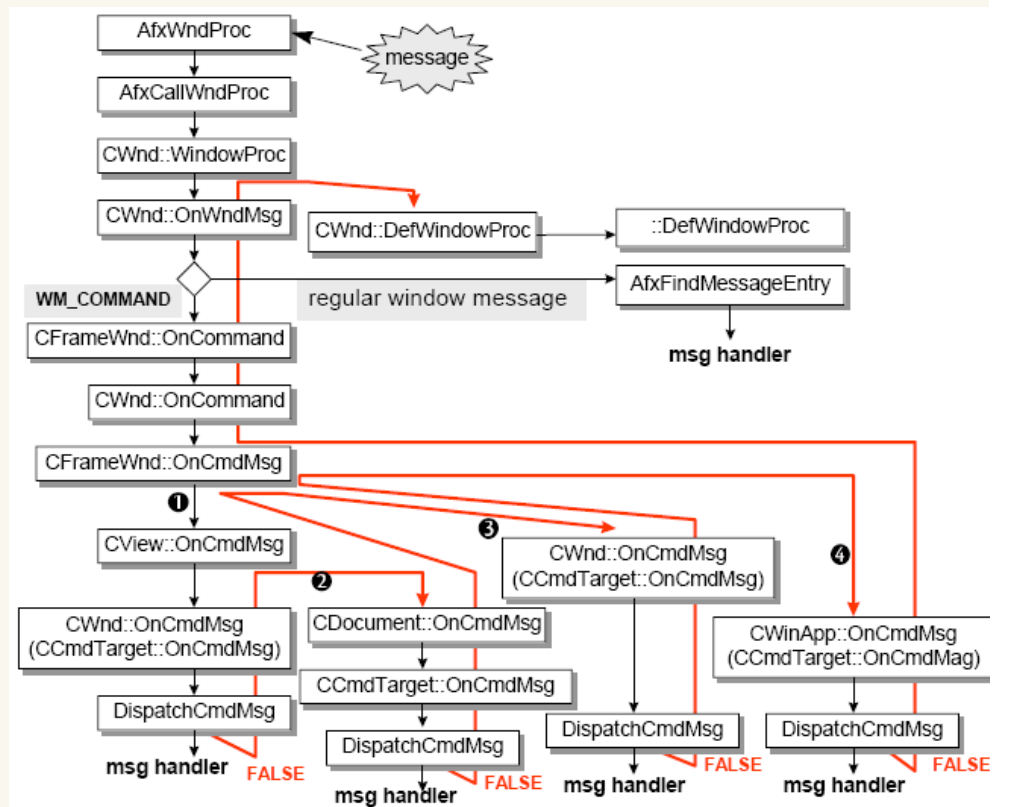 AfxWndProc
message
AfxCallWndProc
CWnd::WindowProc
CWnd::OnWndMsg
CWnd::DefWindowProc
::DefWindowProc
WM_COMMAND
regular window message
AfxFindMessageEntry
msg handler
CFrameWnd::OnCommand
CWnd::OnCommand
CFrameWnd::OnCmdMsg
❶
CView::OnCmdMsg
❷
❸
❹
CWnd::OnCmdMsg
(CCmdTarget::OnCmdMsg)
DispatchCmdMsg
msg handler
FALSE
CDocument::OnCmdMsg
CCmdTarget::OnCmdMsg
DispatchCmdMsg
msg handler
FALSE
CWnd::OnCmdMsg
(CCmdTarget::OnCmdMsg)
DispatchCmdMsg
msg handler
FALSE
CWinApp::OnCmdMsg
(CCmdTarget::OnCmdMag)
DispatchCmdMsg
msg handler
FALSE